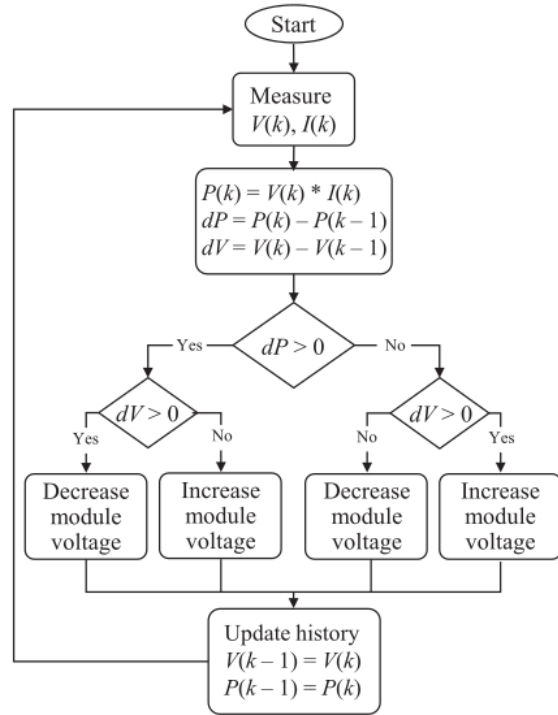 Start
Measure
V(k), I(k)
P(k) = V(k) * I(k)
dP = P(k) – P(k – 1)
dV = V(k) – V(k – 1)
Yes
dP > 0
No
dV > 0
dV > 0
Yes
No
No
Yes
Decrease
module
voltage
Increase
module
voltage
Decrease
module
voltage
Increase
module
voltage
Update history
V(k – 1) = V(k)
P(k – 1) = P(k)